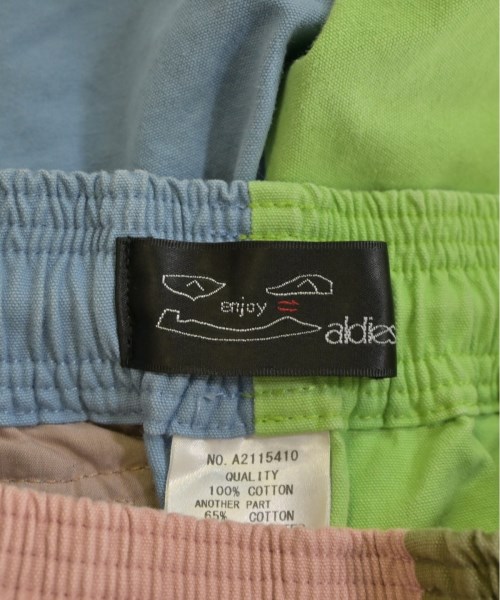 enjoy
aldies
NO. A2115410
QUALITY
100% COTTON
ANOTHER PART
65% COTTON